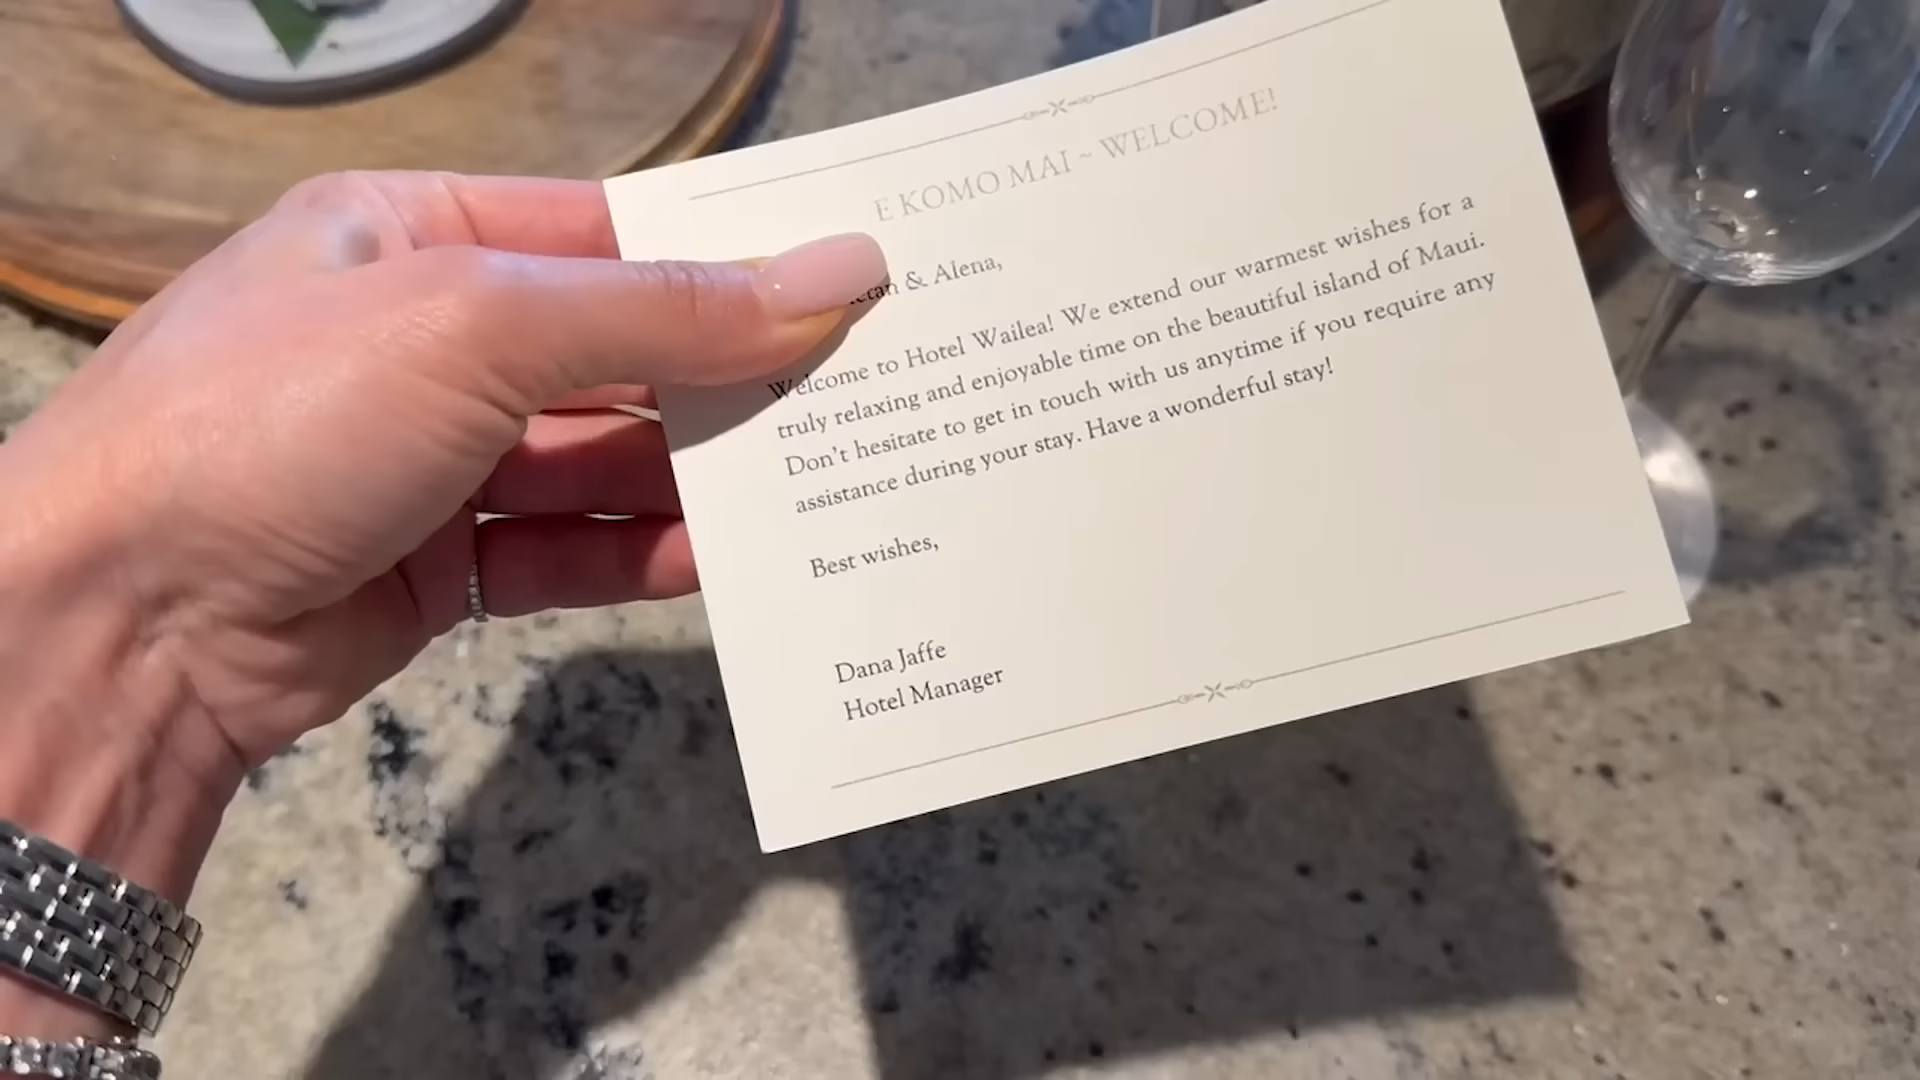 E KOMO MAI ~ WELCOME!
& Alena,
Welcome to Hotel Wailea! We extend our warmest wishes for a
truly relaxing and enjoyable time on the beautiful island of Maui.
Don't hesitate to get in touch with us anytime if you require any
assistance during your stay. Have a wonderful stay!
Best wishes,
Dana Jaffe
Hotel Manager